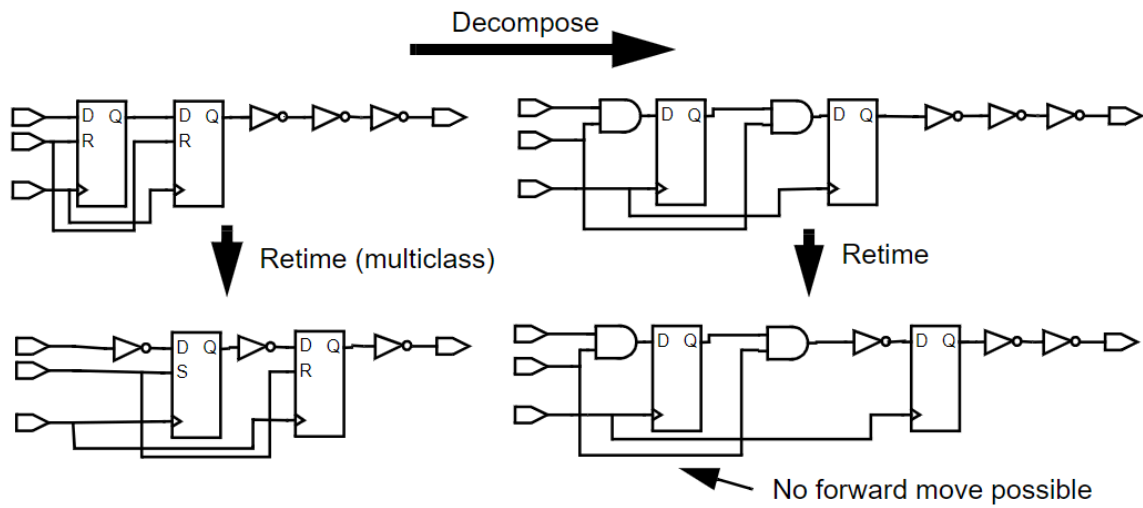 Decompose
D Q D Q
R R
D Q D Q
Retime (multiclass)
Retime
D Q D Q
S R
D Q D Q
No forward move possible